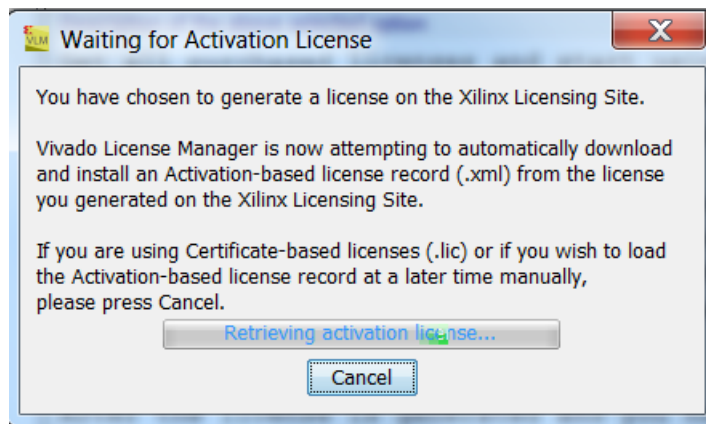 VLM Waiting for Activation License
You have chosen to generate a license on the Xilinx Licensing Site.
Vivado License Manager is now attempting to automatically download
and install an Activation-based license record (.xml) from the license
you generated on the Xilinx Licensing Site.
If you are using Certificate-based licenses (.lic) or if you wish to load
the Activation-based license record at a later time manually,
please press Cancel.
Retrieving activation license...
Cancel